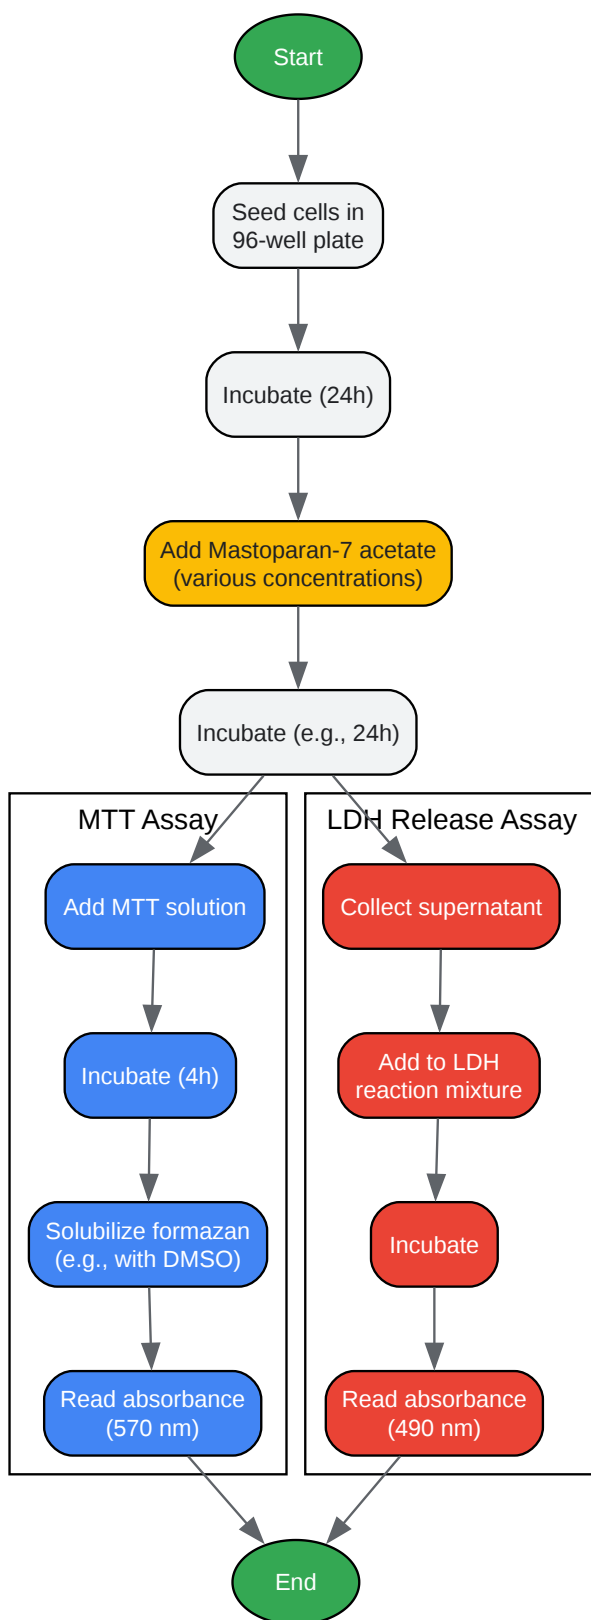 Start
Seed cells in
96-well plate
Incubate (24h)
Add Mastoparan-7 acetate
(various concentrations)
Incubate (e.g., 24h)
MTT Assay
Add MTT solution
Incubate (4h)
Solubilize formazan
(e.g., with DMSO)
Read absorbance
(570 nm)
LDH Release Assay
Collect supernatant
Add to LDH
reaction mixture
Incubate
Read absorbance
(490 nm)
End